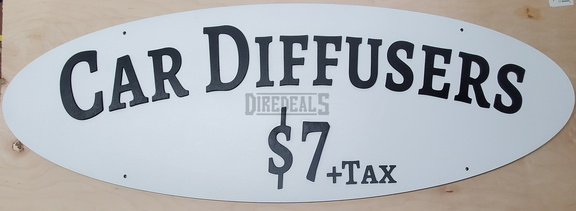 Car Diffusers
DIREDEALS
$7 +Tax